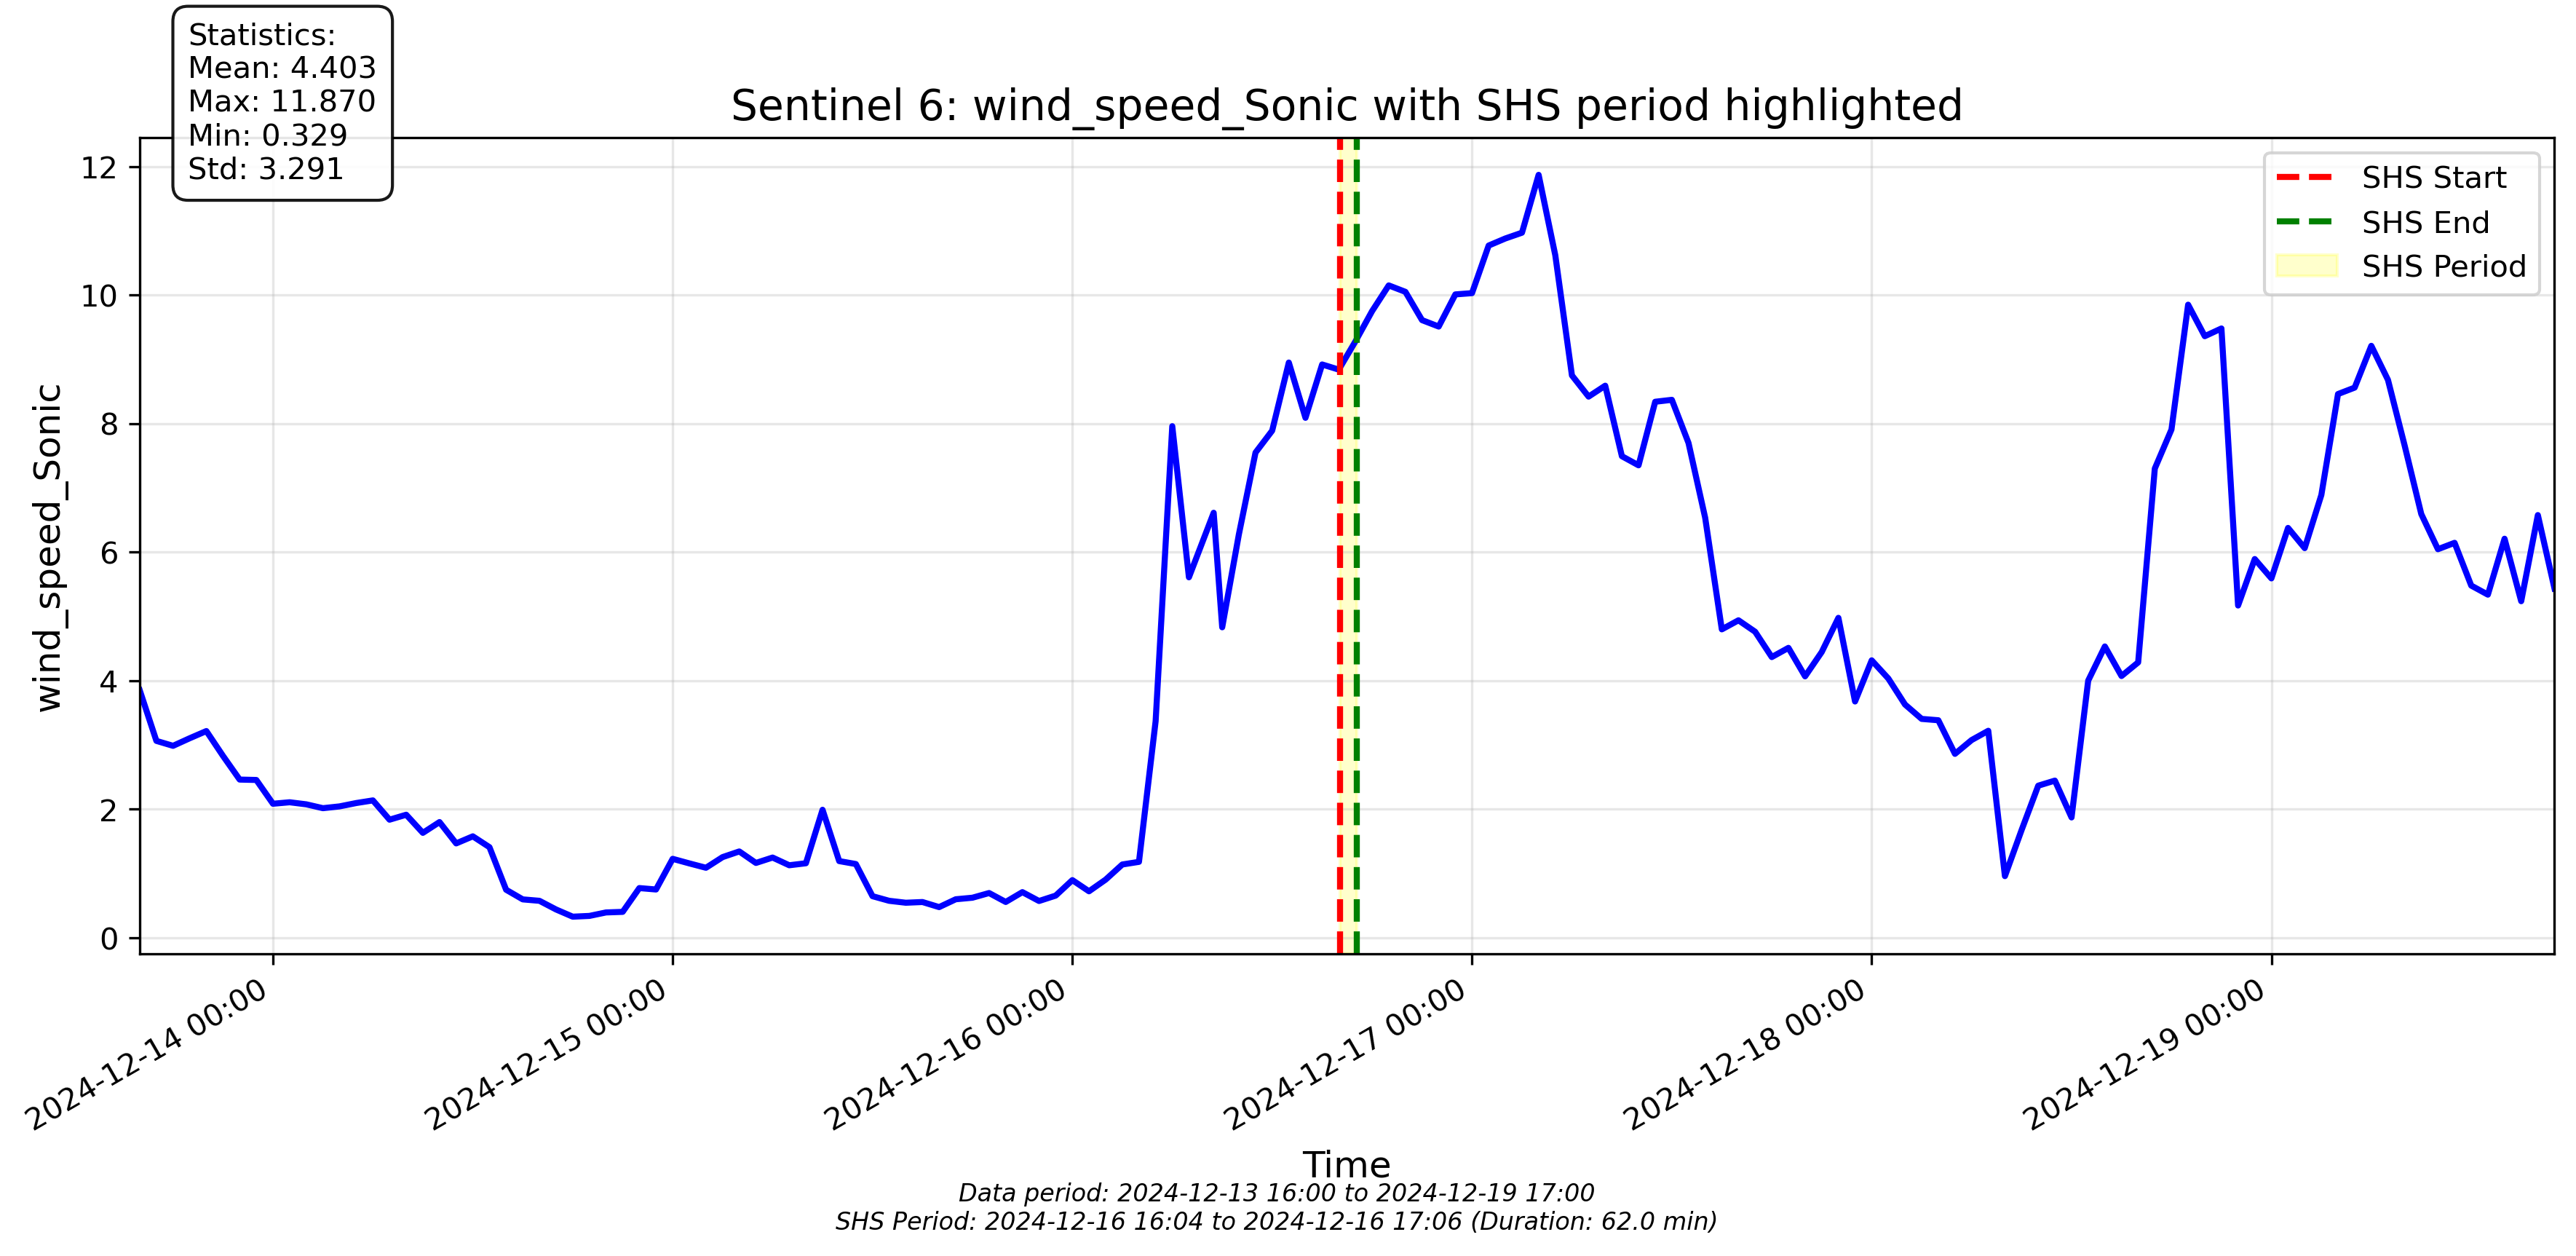 Statistics:
Mean: 4.403
Max: 11.870
Min: 0.329
Std: 3.291
Sentinel 6: wind_speed_Sonic with SHS period highlighted
SHS Start
SHS End
SHS Period
wind_speed_Sonic
12
10
8
6
4
2
0
2024-12-14 00:00
2024-12-15 00:00
2024-12-16 00:00
2024-12-17 00:00
2024-12-18 00:00
2024-12-19 00:00
Time
Data period: 2024-12-13 16:00 to 2024-12-19 17:00
SHS Period: 2024-12-16 16:04 to 2024-12-16 17:06 (Duration: 62.0 min)